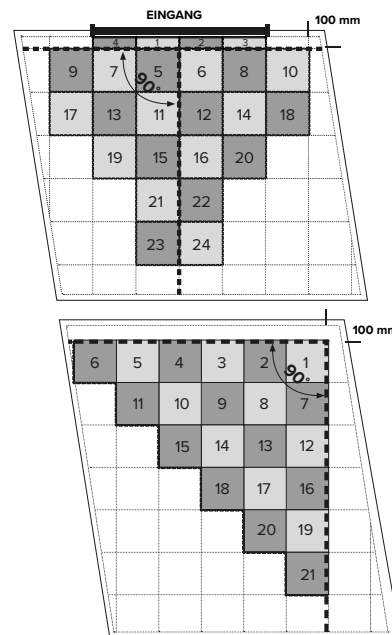 EINGANG
100 mm
4 1 2 3
9 7 5 6 8 10
90°
17 13 11 12 14 18
19 15 16 20
21 22
23 24
100 mm
6 5 4 3 2 1
90°
11 10 9 8 7
15 14 13 12
18 17 16
20 19
21